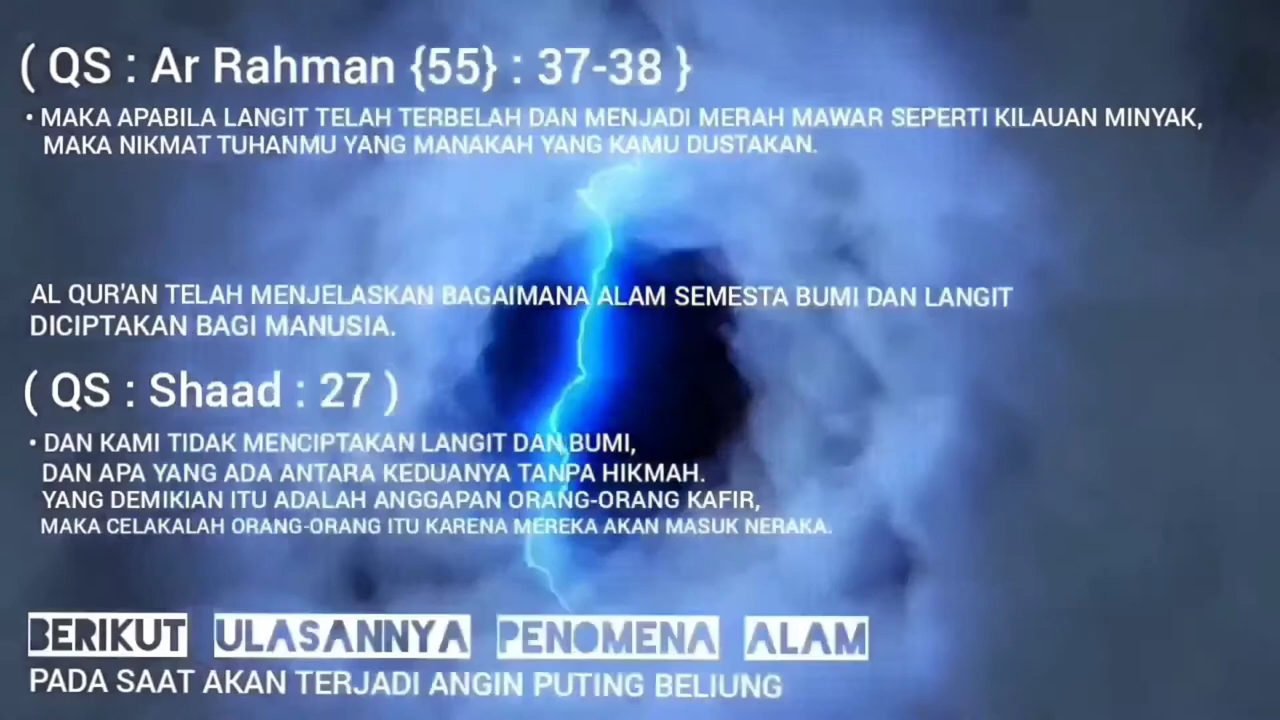 ( QS : Ar Rahman {55} : 37-38 }
• MAKA APABILA LANGIT TELAH TERBELAH DAN MENJADI MERAH MAWAR SEPERTI KILAUAN MINYAK,
MAKA NIKMAT TUHANMU YANG MANAKAH YANG KAMU DUSTAKAN.
AL QUR'AN TELAH MENJELASKAN BAGAIMANA ALAM SEMESTA BUMI DAN LANGIT
DICIPTAKAN BAGI MANUSIA.
( QS : Shaad : 27 )
• DAN KAMI TIDAK MENCIPTAKAN LANGIT DAN BUMI,
DAN APA YANG ADA ANTARA KEDUANYA TANPA HIKMAH.
YANG DEMIKIAN ITU ADALAH ANGGAPAN ORANG-ORANG KAFIR,
MAKA CELAKALAH ORANG-ORANG ITU KARENA MEREKA AKAN MASUK NERAKA.
BERIKUT ULASANNYA PENOMENA ALAM
PADA SAAT AKAN TERJADI ANGIN PUTING BELIUNG